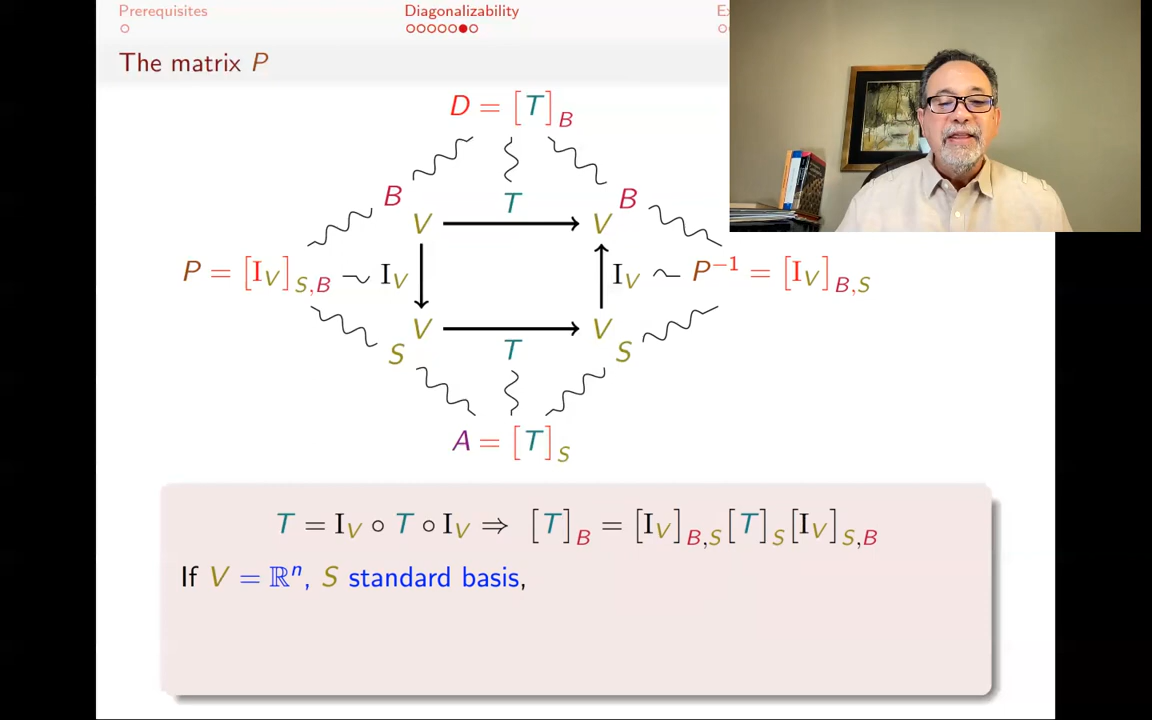 Prerequisites Diagonalizability
The matrix P
D = [T]_B
B T B
V V
P = [I_V]_{S,B} ∼ I_V I_V ∼ P^{−1} = [I_V]_{B,S}
V V
S T S
A = [T]_S
T = I_V ∘ T ∘ I_V ⇒ [T]_B = [I_V]_{B,S}[T]_S[I_V]_{S,B}
If V = ℝⁿ, S standard basis,